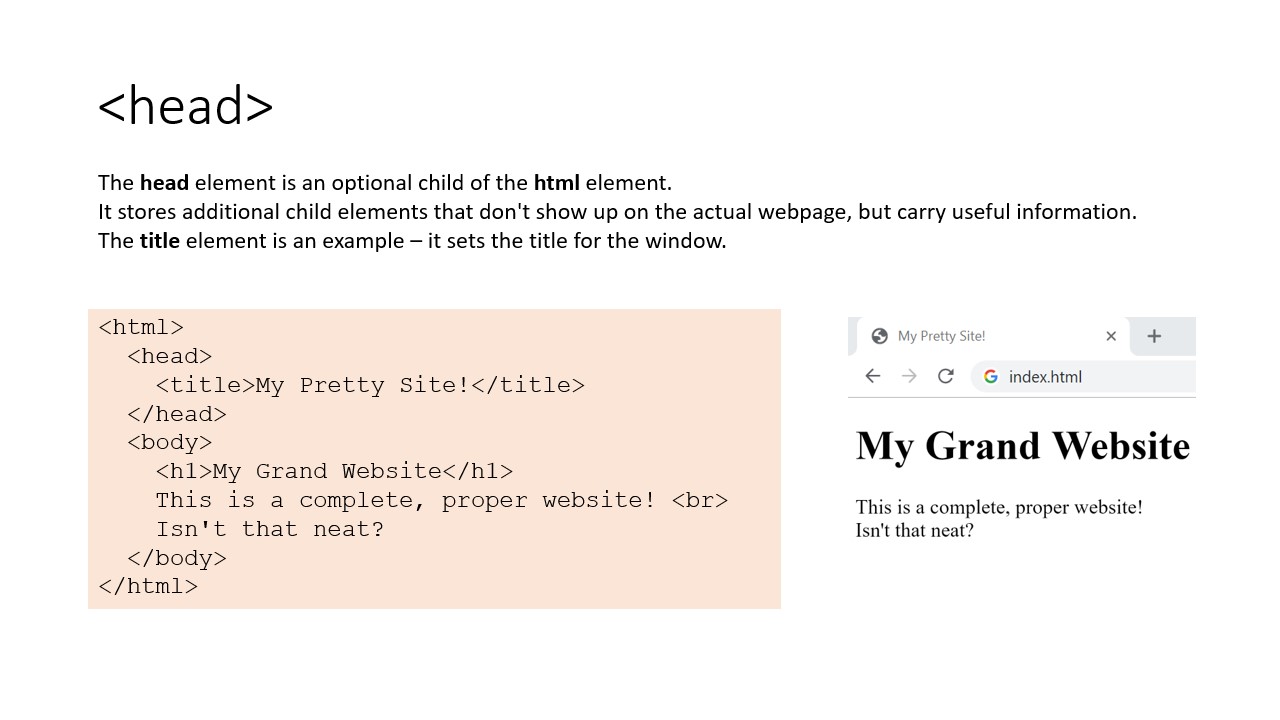 <head>
The head element is an optional child of the html element.
It stores additional child elements that don't show up on the actual webpage, but carry useful information.
The title element is an example – it sets the title for the window.
<html>
  <head>
    <title>My Pretty Site!</title>
  </head>
  <body>
    <h1>My Grand Website</h1>
    This is a complete, proper website! <br>
    Isn't that neat?
  </body>
</html>
My Pretty Site!
index.html
My Grand Website
This is a complete, proper website!
Isn't that neat?